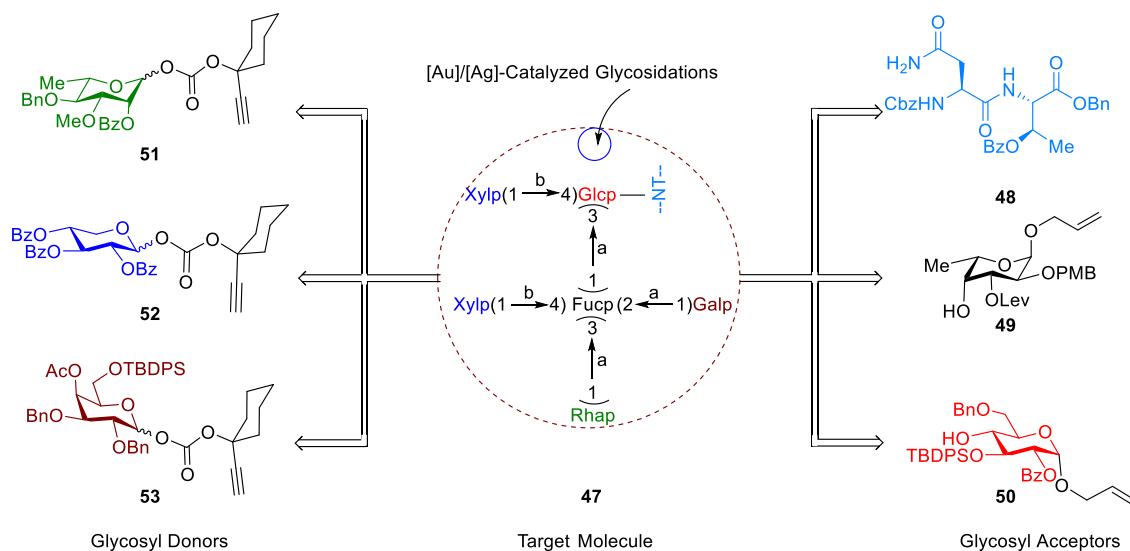 O
O
O
O
Me
BnO
MeO
OBz
51
[Au]/[Ag]-Catalyzed Glycosidations
O
H2N
CbzHN
H
N
O
O
OBn
BzO
Me
48
Xylp(1
b
4)Glcp
--NT--
3
a
1
Xylp(1
b
4)
Fucp
(2
a
1)Galp
3
a
1
Rhap
47
Target Molecule
O
O
O
O
BzO
BzO
OBz
52
O
O
Me
OPMB
OLev
HO
49
OTBDPS
AcO
O
BnO
OBn
O
O
O
53
Glycosyl Donors
BnO
HO
O
TBDPSO
BzO
O
50
Glycosyl Acceptors